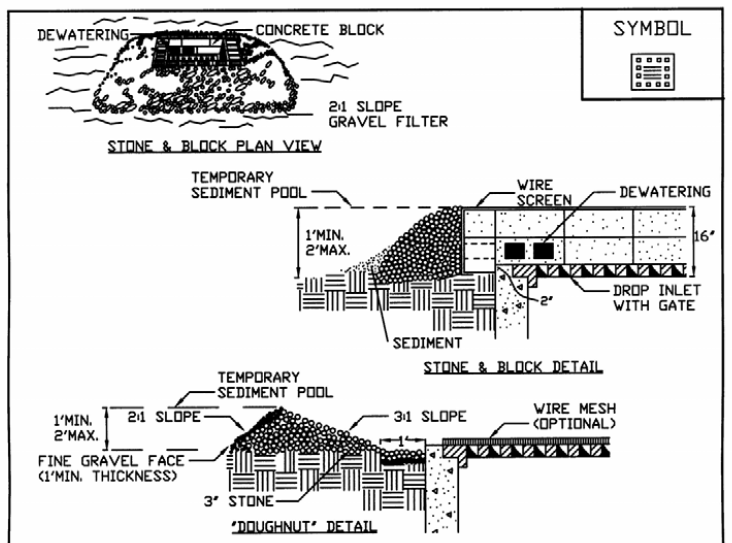 SYMBOL
DEWATERING
CONCRETE BLOCK
2:1 SLOPE
GRAVEL FILTER
STONE & BLOCK PLAN VIEW
TEMPORARY
SEDIMENT POOL
WIRE
SCREEN
DEWATERING
1'MIN.
2'MAX.
16"
DROP INLET
WITH GATE
2"
SEDIMENT
STONE & BLOCK DETAIL
TEMPORARY
SEDIMENT POOL
1'MIN.
2'MAX.
2:1 SLOPE
3:1 SLOPE
1'
WIRE MESH
(OPTIONAL)
FINE GRAVEL FACE
(1'MIN. THICKNESS)
3" STONE
"DOUGHNUT" DETAIL